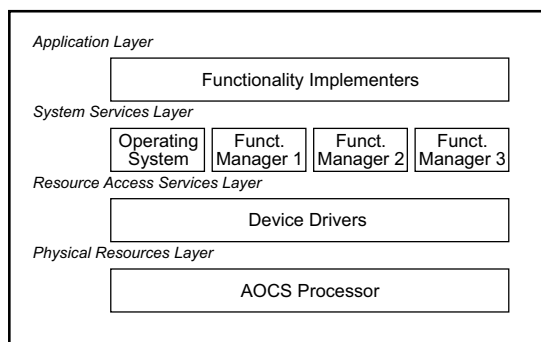 Application Layer
Functionality Implementers
System Services Layer
Operating System
Funct. Manager 1
Funct. Manager 2
Funct. Manager 3
Resource Access Services Layer
Device Drivers
Physical Resources Layer
AOCS Processor